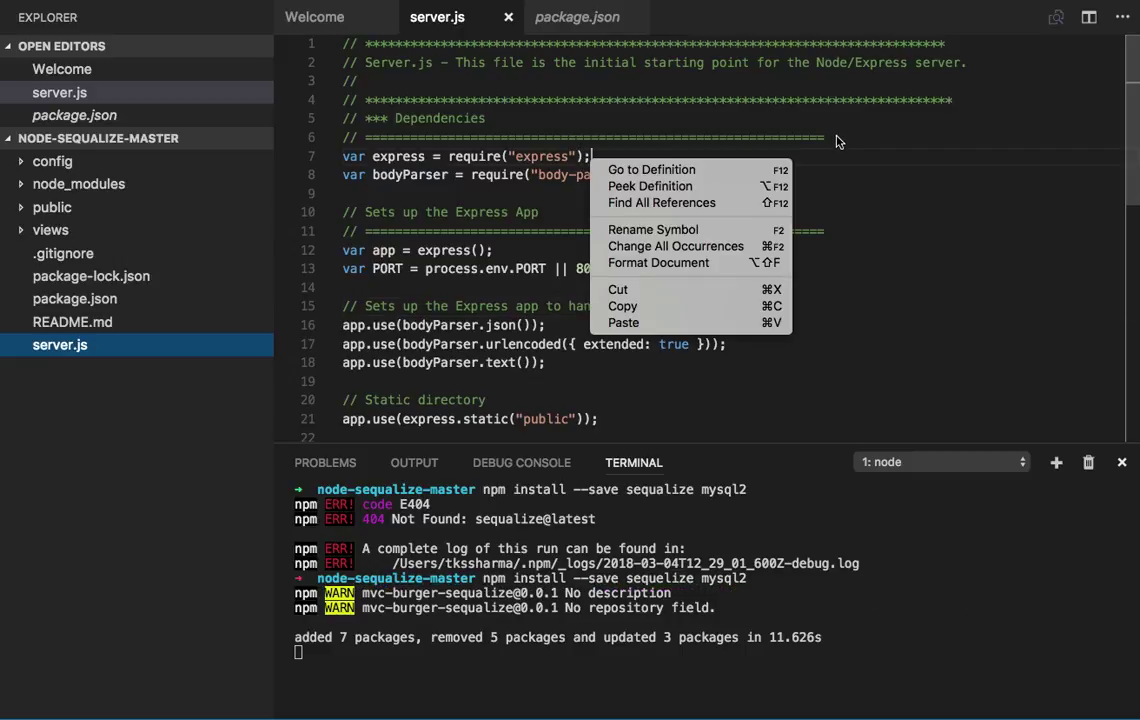 EXPLORER
OPEN EDITORS
Welcome
server.js
package.json
NODE-SEQUALIZE-MASTER
config
node_modules
public
views
.gitignore
package-lock.json
package.json
README.md
server.js
Welcome
server.js
package.json
1 // *****************************************************************************
2 // Server.js - This file is the initial starting point for the Node/Express server.
3 //
4 // ******************************************************************************
5 // *** Dependencies
6 // =============================================================
7 var express = require("express");
8 var bodyParser = require("body-pa
9
10 // Sets up the Express App
11 // =============================================================
12 var app = express();
13 var PORT = process.env.PORT || 80
14
15 // Sets up the Express app to han
16 app.use(bodyParser.json());
17 app.use(bodyParser.urlencoded({ extended: true }));
18 app.use(bodyParser.text());
19
20 // Static directory
21 app.use(express.static("public"));
22
Go to Definition F12
Peek Definition ⌥F12
Find All References ⇧F12
Rename Symbol F2
Change All Occurrences ⌘F2
Format Document ⌥⇧F
Cut ⌘X
Copy ⌘C
Paste ⌘V
PROBLEMS OUTPUT DEBUG CONSOLE TERMINAL 1: node
➜ node-sequalize-master npm install --save sequalize mysql2
npm ERR! code E404
npm ERR! 404 Not Found: sequalize@latest
npm ERR! A complete log of this run can be found in:
npm ERR! /Users/tkssharma/.npm/_logs/2018-03-04T12_29_01_600Z-debug.log
➜ node-sequalize-master npm install --save sequelize mysql2
npm WARN mvc-burger-sequalize@0.0.1 No description
npm WARN mvc-burger-sequalize@0.0.1 No repository field.
added 7 packages, removed 5 packages and updated 3 packages in 11.626s